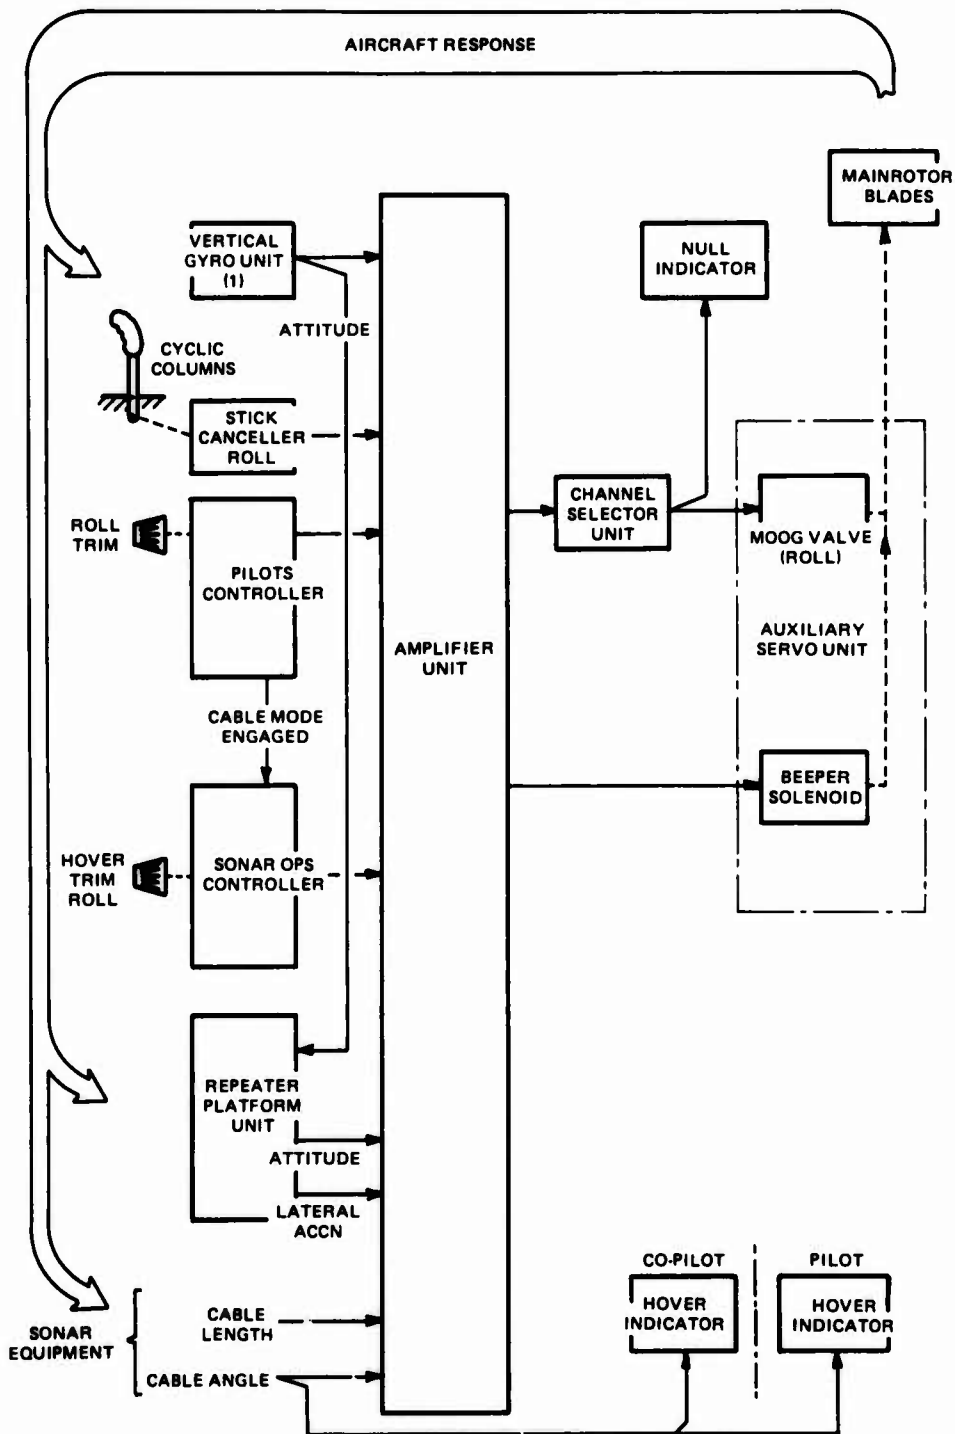 AIRCRAFT RESPONSE
MAINROTOR
BLADES
VERTICAL
GYRO UNIT
(1)
NULL
INDICATOR
ATTITUDE
CYCLIC
COLUMNS
STICK
CANCELLER
ROLL
CHANNEL
SELECTOR
UNIT
MOOG VALVE
(ROLL)
ROLL
TRIM
PILOTS
CONTROLLER
AMPLIFIER
UNIT
AUXILIARY
SERVO UNIT
CABLE MODE
ENGAGED
BEEPER
SOLENOID
HOVER
TRIM
ROLL
SONAR OPS
CONTROLLER
REPEATER
PLATFORM
UNIT
ATTITUDE
LATERAL
ACCN
CO-PILOT
PILOT
HOVER
INDICATOR
HOVER
INDICATOR
SONAR
EQUIPMENT
CABLE
LENGTH
CABLE ANGLE